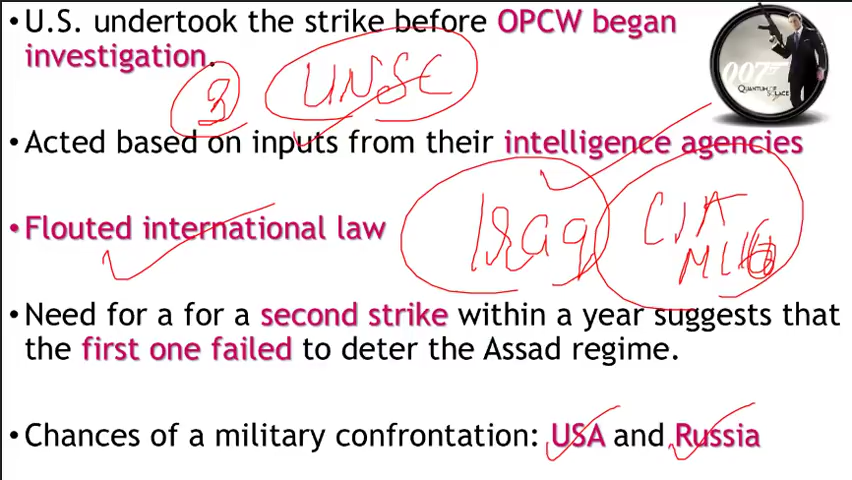 •U.S. undertook the strike before OPCW began
investigation.
007
QUANTUM OF
SOLACE
3 UNSC
•Acted based on inputs from their intelligence agencies
•Flouted international law
Iraq
CIA
MI6
•Need for a for a second strike within a year suggests that
the first one failed to deter the Assad regime.
•Chances of a military confrontation: USA and Russia